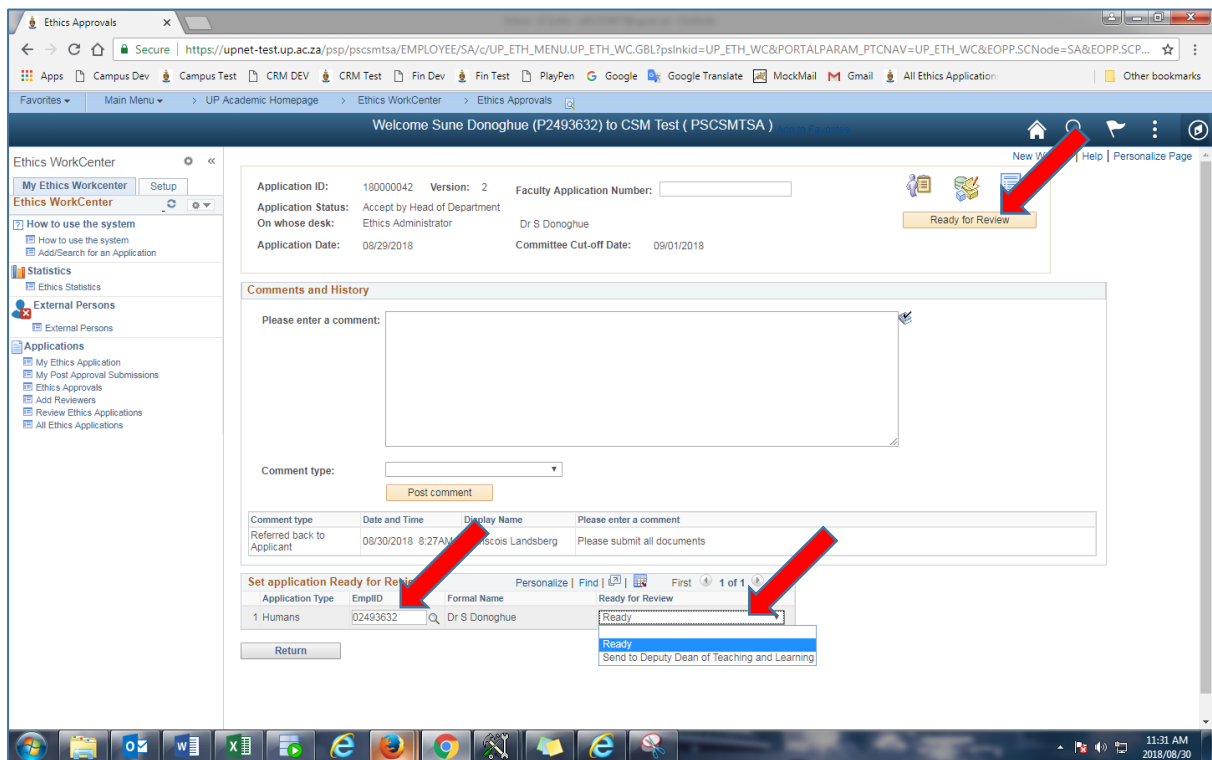 Ethics Approvals
Secure | https://upnet-test.up.ac.za/psp/pscsmtsa/EMPLOYEE/SA/c/UP_ETH_MENU.UP_ETH_WC.GBL?pslnkid=UP_ETH_WC&PORTALPARAM_PTCNAV=UP_ETH_WC&EOPP.SCNode=SA&EOPP.SCP...
Apps Campus Dev Campus Test CRM DEV CRM Test Fin Dev Fin Test PlayPen Google Google Translate MockMail Gmail All Ethics Application Other bookmarks
Favorites Main Menu > UP Academic Homepage > Ethics WorkCenter > Ethics Approvals
Welcome Sune Donoghue (P2493632) to CSM Test ( PSCSMTSA ) Add to Favorites
New | Help | Personalize Page
Ethics WorkCenter
My Ethics Workcenter Setup
Ethics WorkCenter
How to use the system
How to use the system
Add/Search for an Application
Statistics
Ethics Statistics
External Persons
External Persons
Applications
My Ethics Application
My Post Approval Submissions
Ethics Approvals
Add Reviewers
Review Ethics Applications
All Ethics Applications
Application ID: 180000042 Version: 2 Faculty Application Number:
Application Status: Accept by Head of Department
On whose desk: Ethics Administrator Dr S Donoghue
Application Date: 08/29/2018 Committee Cut-off Date: 09/01/2018
Ready for Review
Comments and History
Please enter a comment:
Comment type:
Post comment
Comment type Date and Time Display Name Please enter a comment
Referred back to Applicant 08/30/2018 8:27AM Landsberg Please submit all documents
Set application Ready for Review Personalize | Find | First 1 of 1
Application Type EmplID Formal Name Ready for Review
1 Humans 02493632 Dr S Donoghue Ready
Ready
Send to Deputy Dean of Teaching and Learning
Return
11:31 AM
2018/08/30